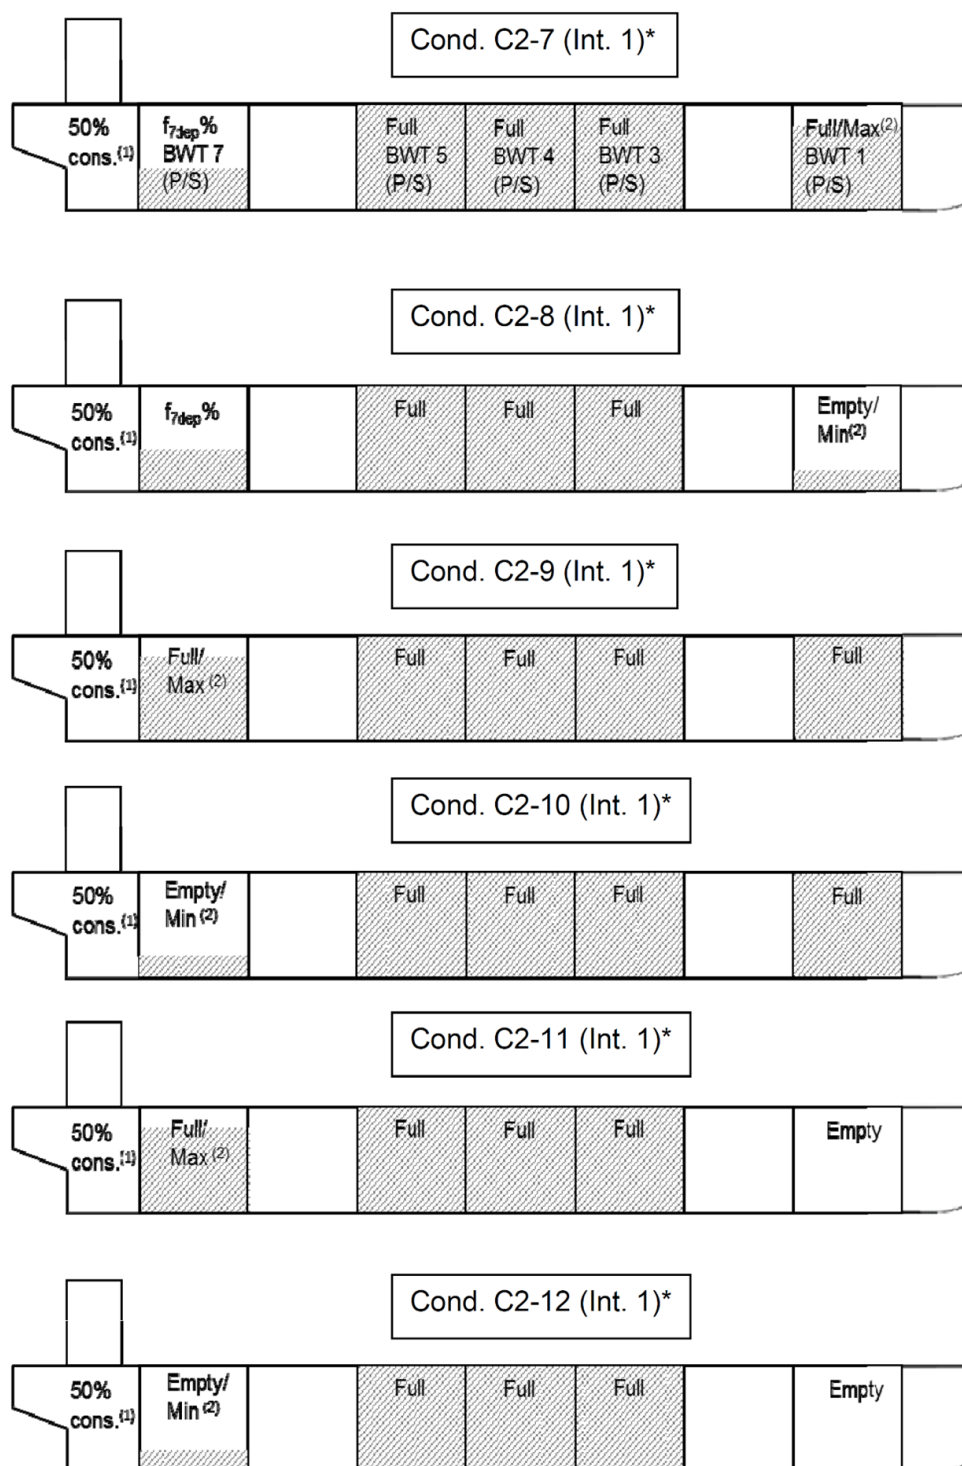 Cond. C2-7 (Int. 1)*
50%
cons.(1)
f7dep%
BWT 7
(P/S)
Full
BWT 5
(P/S)
Full
BWT 4
(P/S)
Full
BWT 3
(P/S)
Full/Max(2)
BWT 1
(P/S)
Cond. C2-8 (Int. 1)*
50%
cons.(1)
f7dep%
Full
Full
Full
Empty/
Min(2)
Cond. C2-9 (Int. 1)*
50%
cons.(1)
Full/
Max (2)
Full
Full
Full
Full
Cond. C2-10 (Int. 1)*
50%
cons.(1)
Empty/
Min (2)
Full
Full
Full
Full
Cond. C2-11 (Int. 1)*
50%
cons.(1)
Full/
Max (2)
Full
Full
Full
Empty
Cond. C2-12 (Int. 1)*
50%
cons.(1)
Empty/
Min (2)
Full
Full
Full
Empty